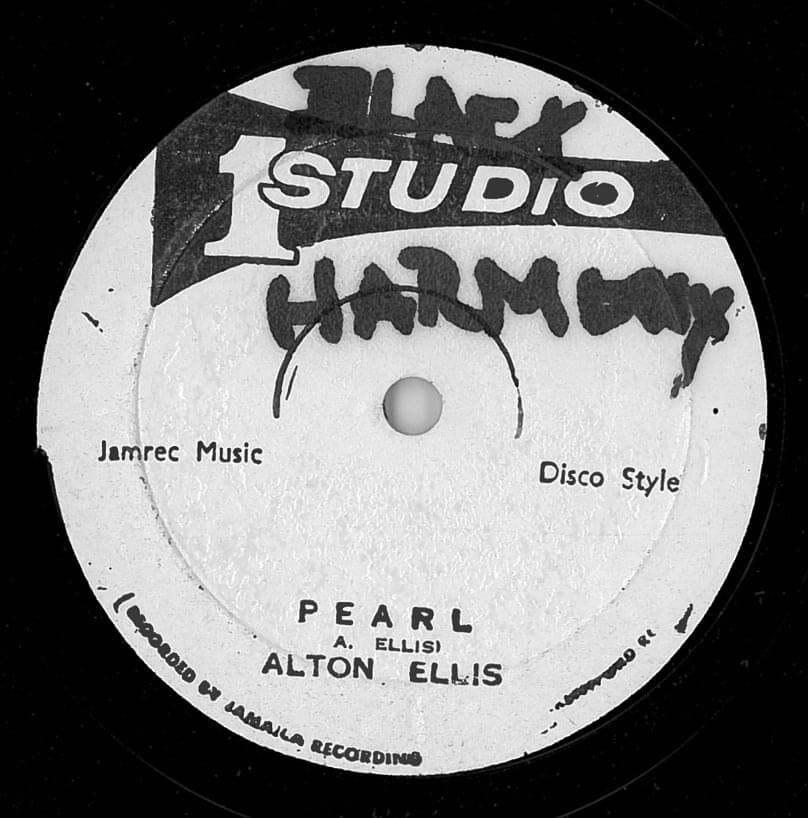 BLACK
1 STUDIO
HARMONY
Jamrec Music
Disco Style
PEARL
A. ELLIS)
ALTON ELLIS
(RECORDED BY JAMAICA RECORDING